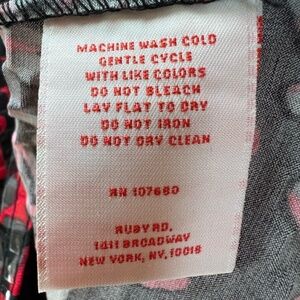 MACHINE WASH COLD
GENTLE CYCLE
WITH LIKE COLORS
DO NOT BLEACH
LAY FLAT TO DRY
DO NOT IRON
DO NOT DRY CLEAN
RN 107680
RUBY RD.
1411 BROADWAY
NEW YORK, NY, 10018